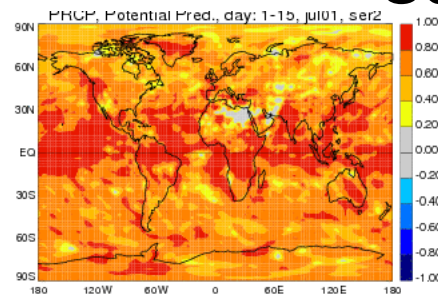 PRCP, Potential Pred., day: 1-15, jul01, ser2
90N
60N
30N
EQ
30S
60S
90S
180 120W 60W 0 60E 120E 180
1.00
0.80
0.60
0.40
0.20
0.00
-0.20
-0.40
-0.60
-0.80
-1.00